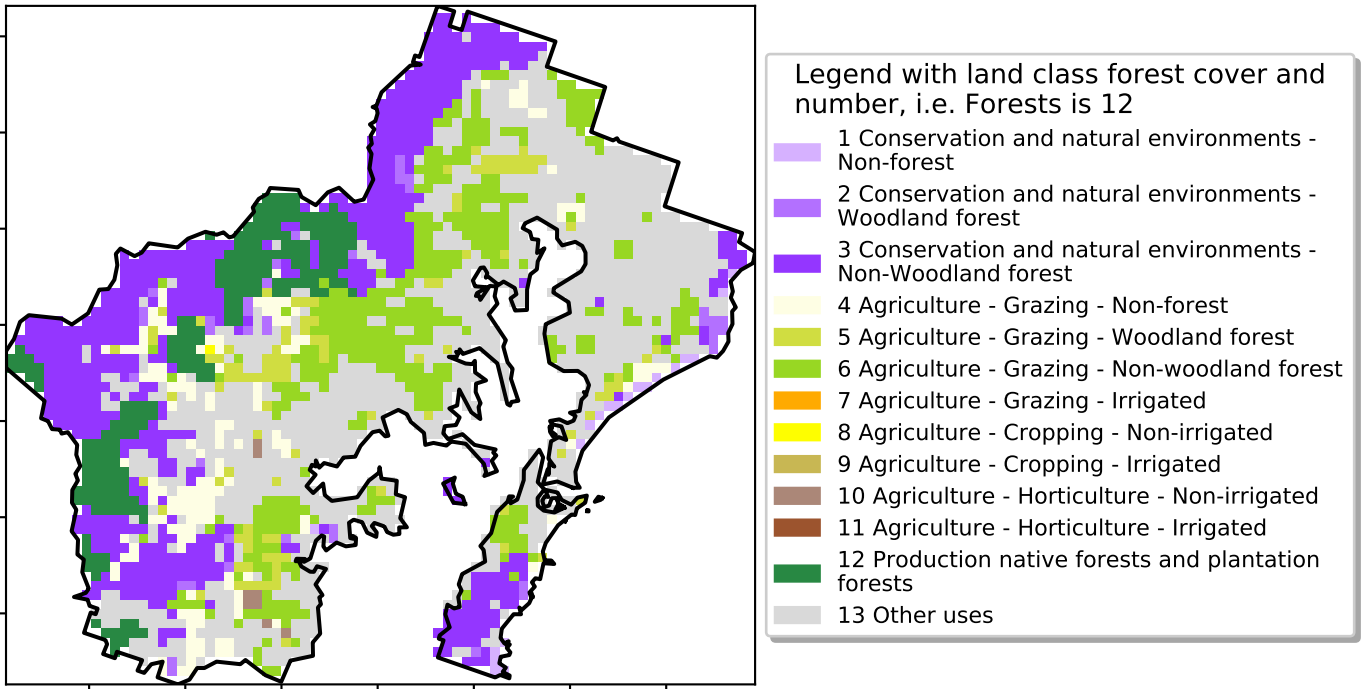 Legend with land class forest cover and
number, i.e. Forests is 12
1 Conservation and natural environments -
Non-forest
2 Conservation and natural environments -
Woodland forest
3 Conservation and natural environments -
Non-Woodland forest
4 Agriculture - Grazing - Non-forest
5 Agriculture - Grazing - Woodland forest
6 Agriculture - Grazing - Non-woodland forest
7 Agriculture - Grazing - Irrigated
8 Agriculture - Cropping - Non-irrigated
9 Agriculture - Cropping - Irrigated
10 Agriculture - Horticulture - Non-irrigated
11 Agriculture - Horticulture - Irrigated
12 Production native forests and plantation
forests
13 Other uses